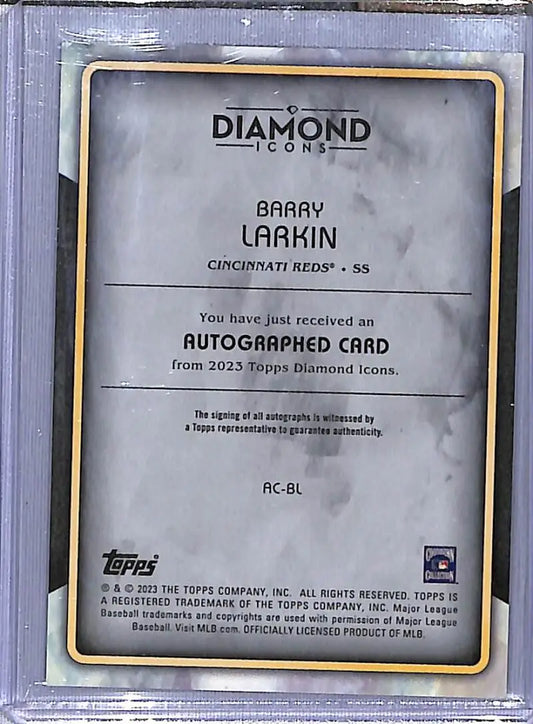 DIAMOND
ICONS
BARRY
LARKIN
CINCINNATI REDS® • SS
You have just received an
AUTOGRAPHED CARD
from 2023 Topps Diamond Icons.
The signing of all autographs is witnessed by
a Topps representative to guarantee authenticity.
AC-BL
topps®
COOPERSTOWN
COLLECTION
® & © 2023 THE TOPPS COMPANY, INC. ALL RIGHTS RESERVED. TOPPS IS
A REGISTERED TRADEMARK OF THE TOPPS COMPANY, INC. Major League
Baseball trademarks and copyrights are used with permission of Major League
Baseball. Visit MLB.com. OFFICIALLY LICENSED PRODUCT OF MLB.